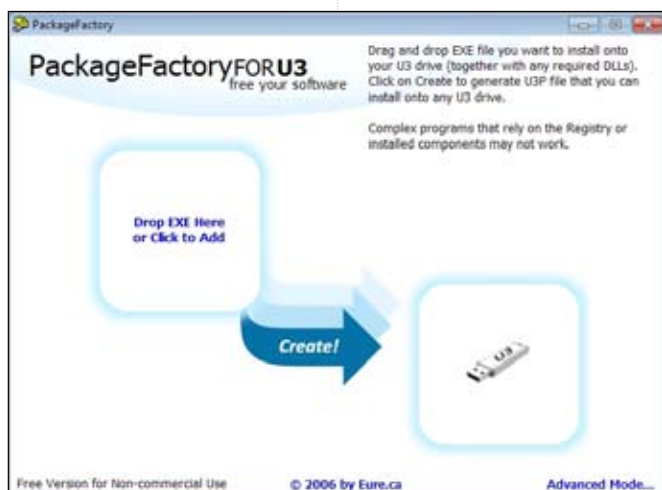 PackageFactory
PackageFactoryFORU3
free your software
Drag and drop EXE file you want to install onto
your U3 drive (together with any required DLLs).
Click on Create to generate U3P file that you can
install onto any U3 drive.
Complex programs that rely on the Registry or
installed components may not work.
Drop EXE Here
or Click to Add
Create!
U3
Free Version for Non-commercial Use
© 2006 by Eure.ca
Advanced Mode...